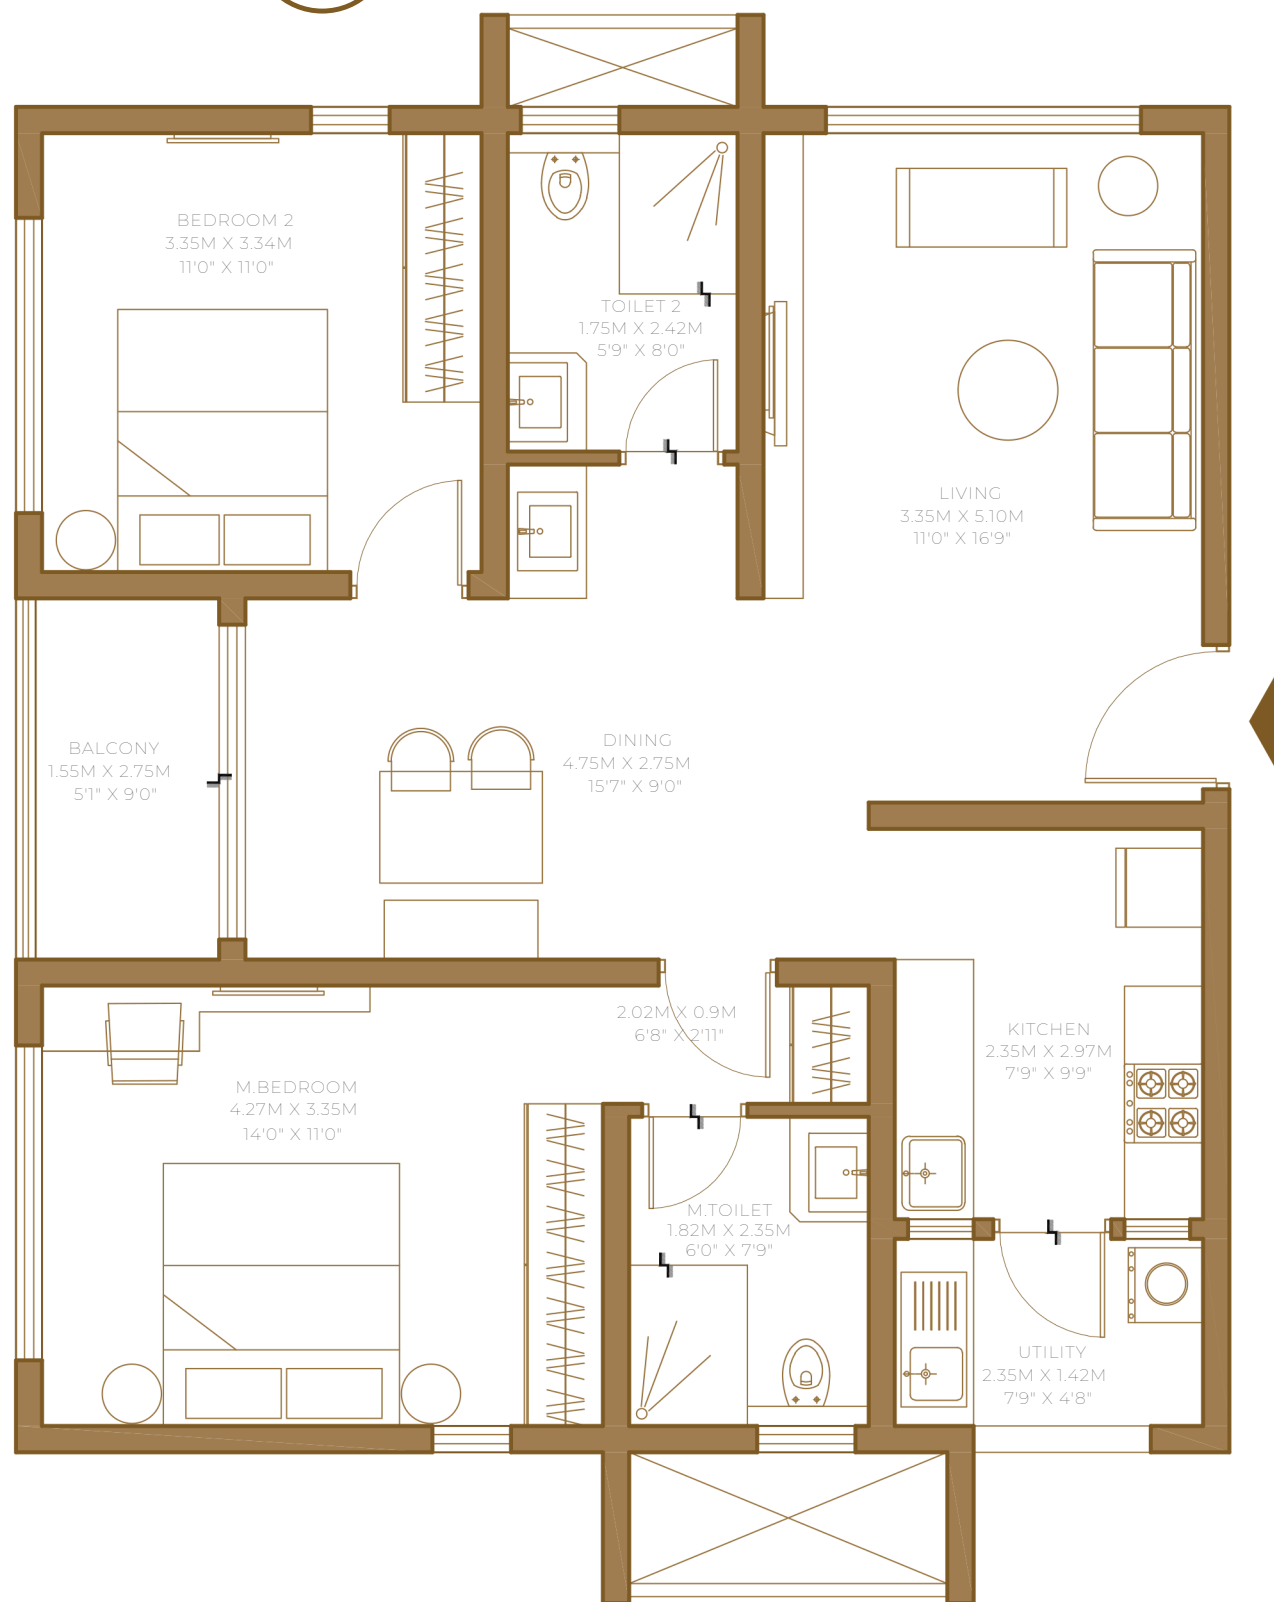 BEDROOM 2
3.35M X 3.34M
11'0" X 11'0"
TOILET 2
1.75M X 2.42M
5'9" X 8'0"
LIVING
3.35M X 5.10M
11'0" X 16'9"
BALCONY
1.55M X 2.75M
5'1" X 9'0"
DINING
4.75M X 2.75M
15'7" X 9'0"
2.02M X 0.9M
6'8" X 2'11"
KITCHEN
2.35M X 2.97M
7'9" X 9'9"
M.BEDROOM
4.27M X 3.35M
14'0" X 11'0"
M.TOILET
1.82M X 2.35M
6'0" X 7'9"
UTILITY
2.35M X 1.42M
7'9" X 4'8"